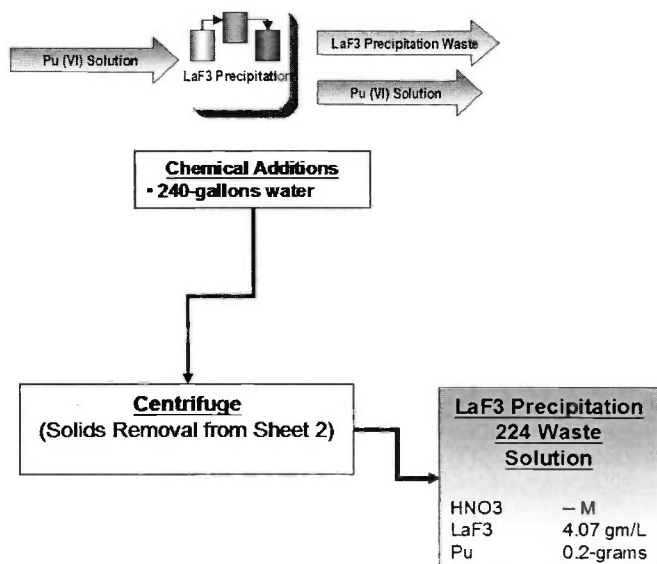 Pu (VI) Solution
LaF3 Precipitation
LaF3 Precipitation Waste
Pu (VI) Solution
Chemical Additions
· 240-gallons water
Centrifuge
(Solids Removal from Sheet 2)
LaF3 Precipitation
224 Waste
Solution
HNO3 – M
LaF3 4.07 gm/L
Pu 0.2-grams